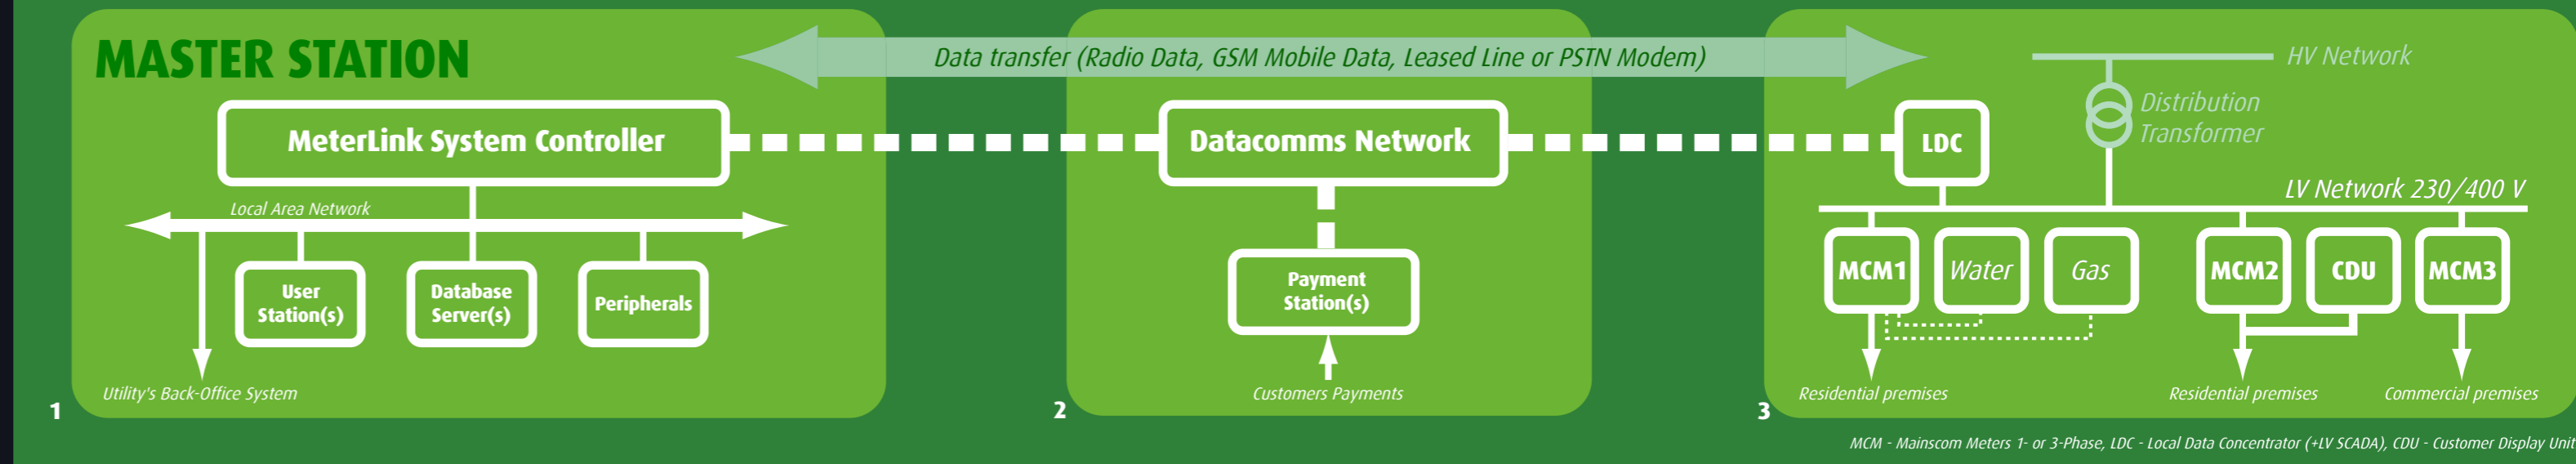 MASTER STATION
Data transfer (Radio Data, GSM Mobile Data, Leased Line or PSTN Modem)
MeterLink System Controller
Local Area Network
User
Station(s)
Database
Server(s)
Peripherals
Utility's Back-Office System
1
Datacomms Network
Payment
Station(s)
Customers Payments
2
HV Network
Distribution
Transformer
LDC
LV Network 230/400 V
MCM1
Water
Gas
MCM2
CDU
MCM3
Residential premises
Residential premises
Commercial premises
3
MCM - Mainscom Meters 1- or 3-Phase, LDC - Local Data Concentrator (+LV SCADA), CDU - Customer Display Unit